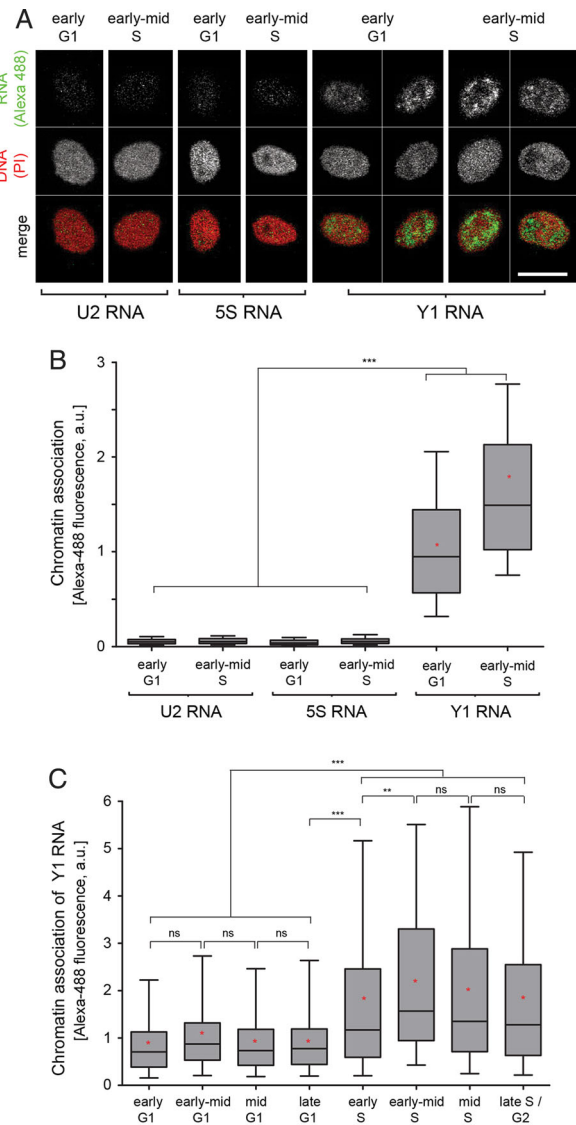 A
early G1
early-mid S
early G1
early-mid S
early G1
early-mid S
RNA (Alexa 488)
DNA (PI)
merge
U2 RNA
5S RNA
Y1 RNA
B
Chromatin association
[Alexa-488 fluorescence, a.u.]
3
2
1
0
***
early G1
early-mid S
early G1
early-mid S
early G1
early-mid S
U2 RNA
5S RNA
Y1 RNA
C
Chromatin association of Y1 RNA
[Alexa-488 fluorescence, a.u.]
6
5
4
3
2
1
0
***
** ns ns
***
ns ns ns
early G1
early-mid G1
mid G1
late G1
early S
early-mid S
mid S
late S / G2